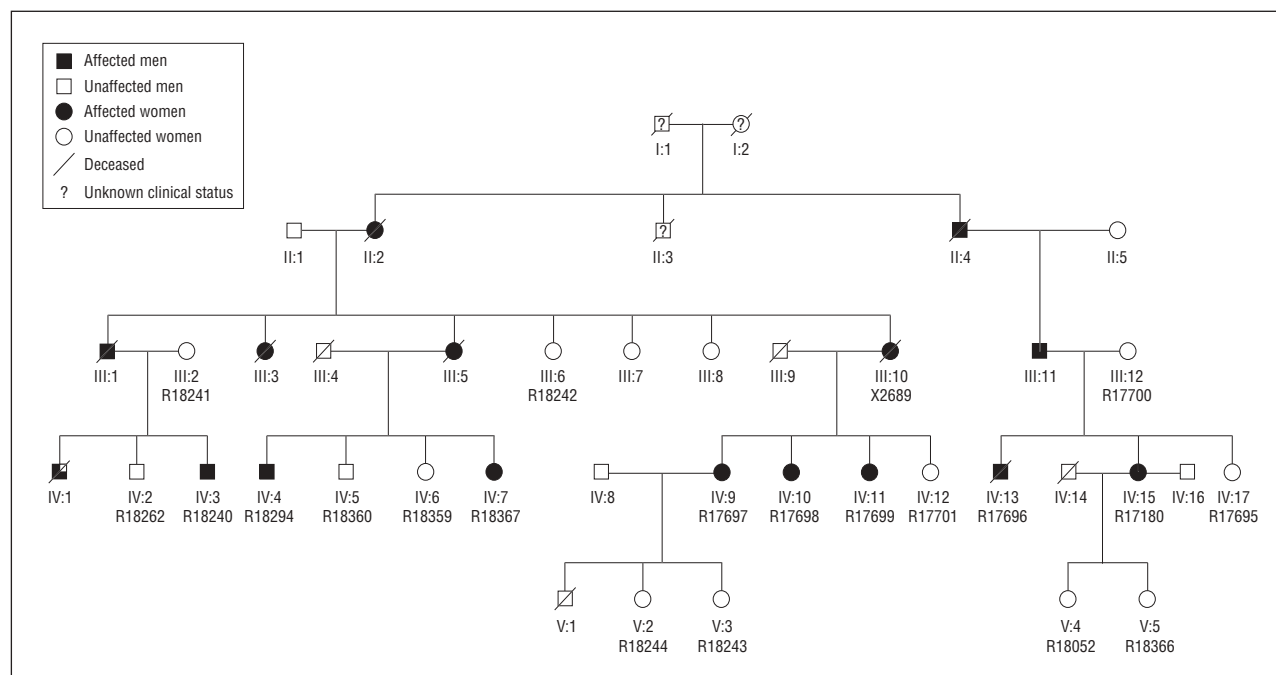 Affected men
Unaffected men
Affected women
Unaffected women
Deceased
? Unknown clinical status
? ?
I:1 I:2
?
II:1 II:2 II:3 II:4 II:5
III:1 III:2 III:3 III:4 III:5 III:6 III:7 III:8 III:9 III:10 III:11 III:12
R18241 R18242 X2689 R17700
IV:1 IV:2 IV:3 IV:4 IV:5 IV:6 IV:7 IV:8 IV:9 IV:10 IV:11 IV:12 IV:13 IV:14 IV:15 IV:16 IV:17
R18262 R18240 R18294 R18360 R18359 R18367 R17697 R17698 R17699 R17701 R17696 R17180 R17695
V:1 V:2 V:3 V:4 V:5
R18244 R18243 R18052 R18366